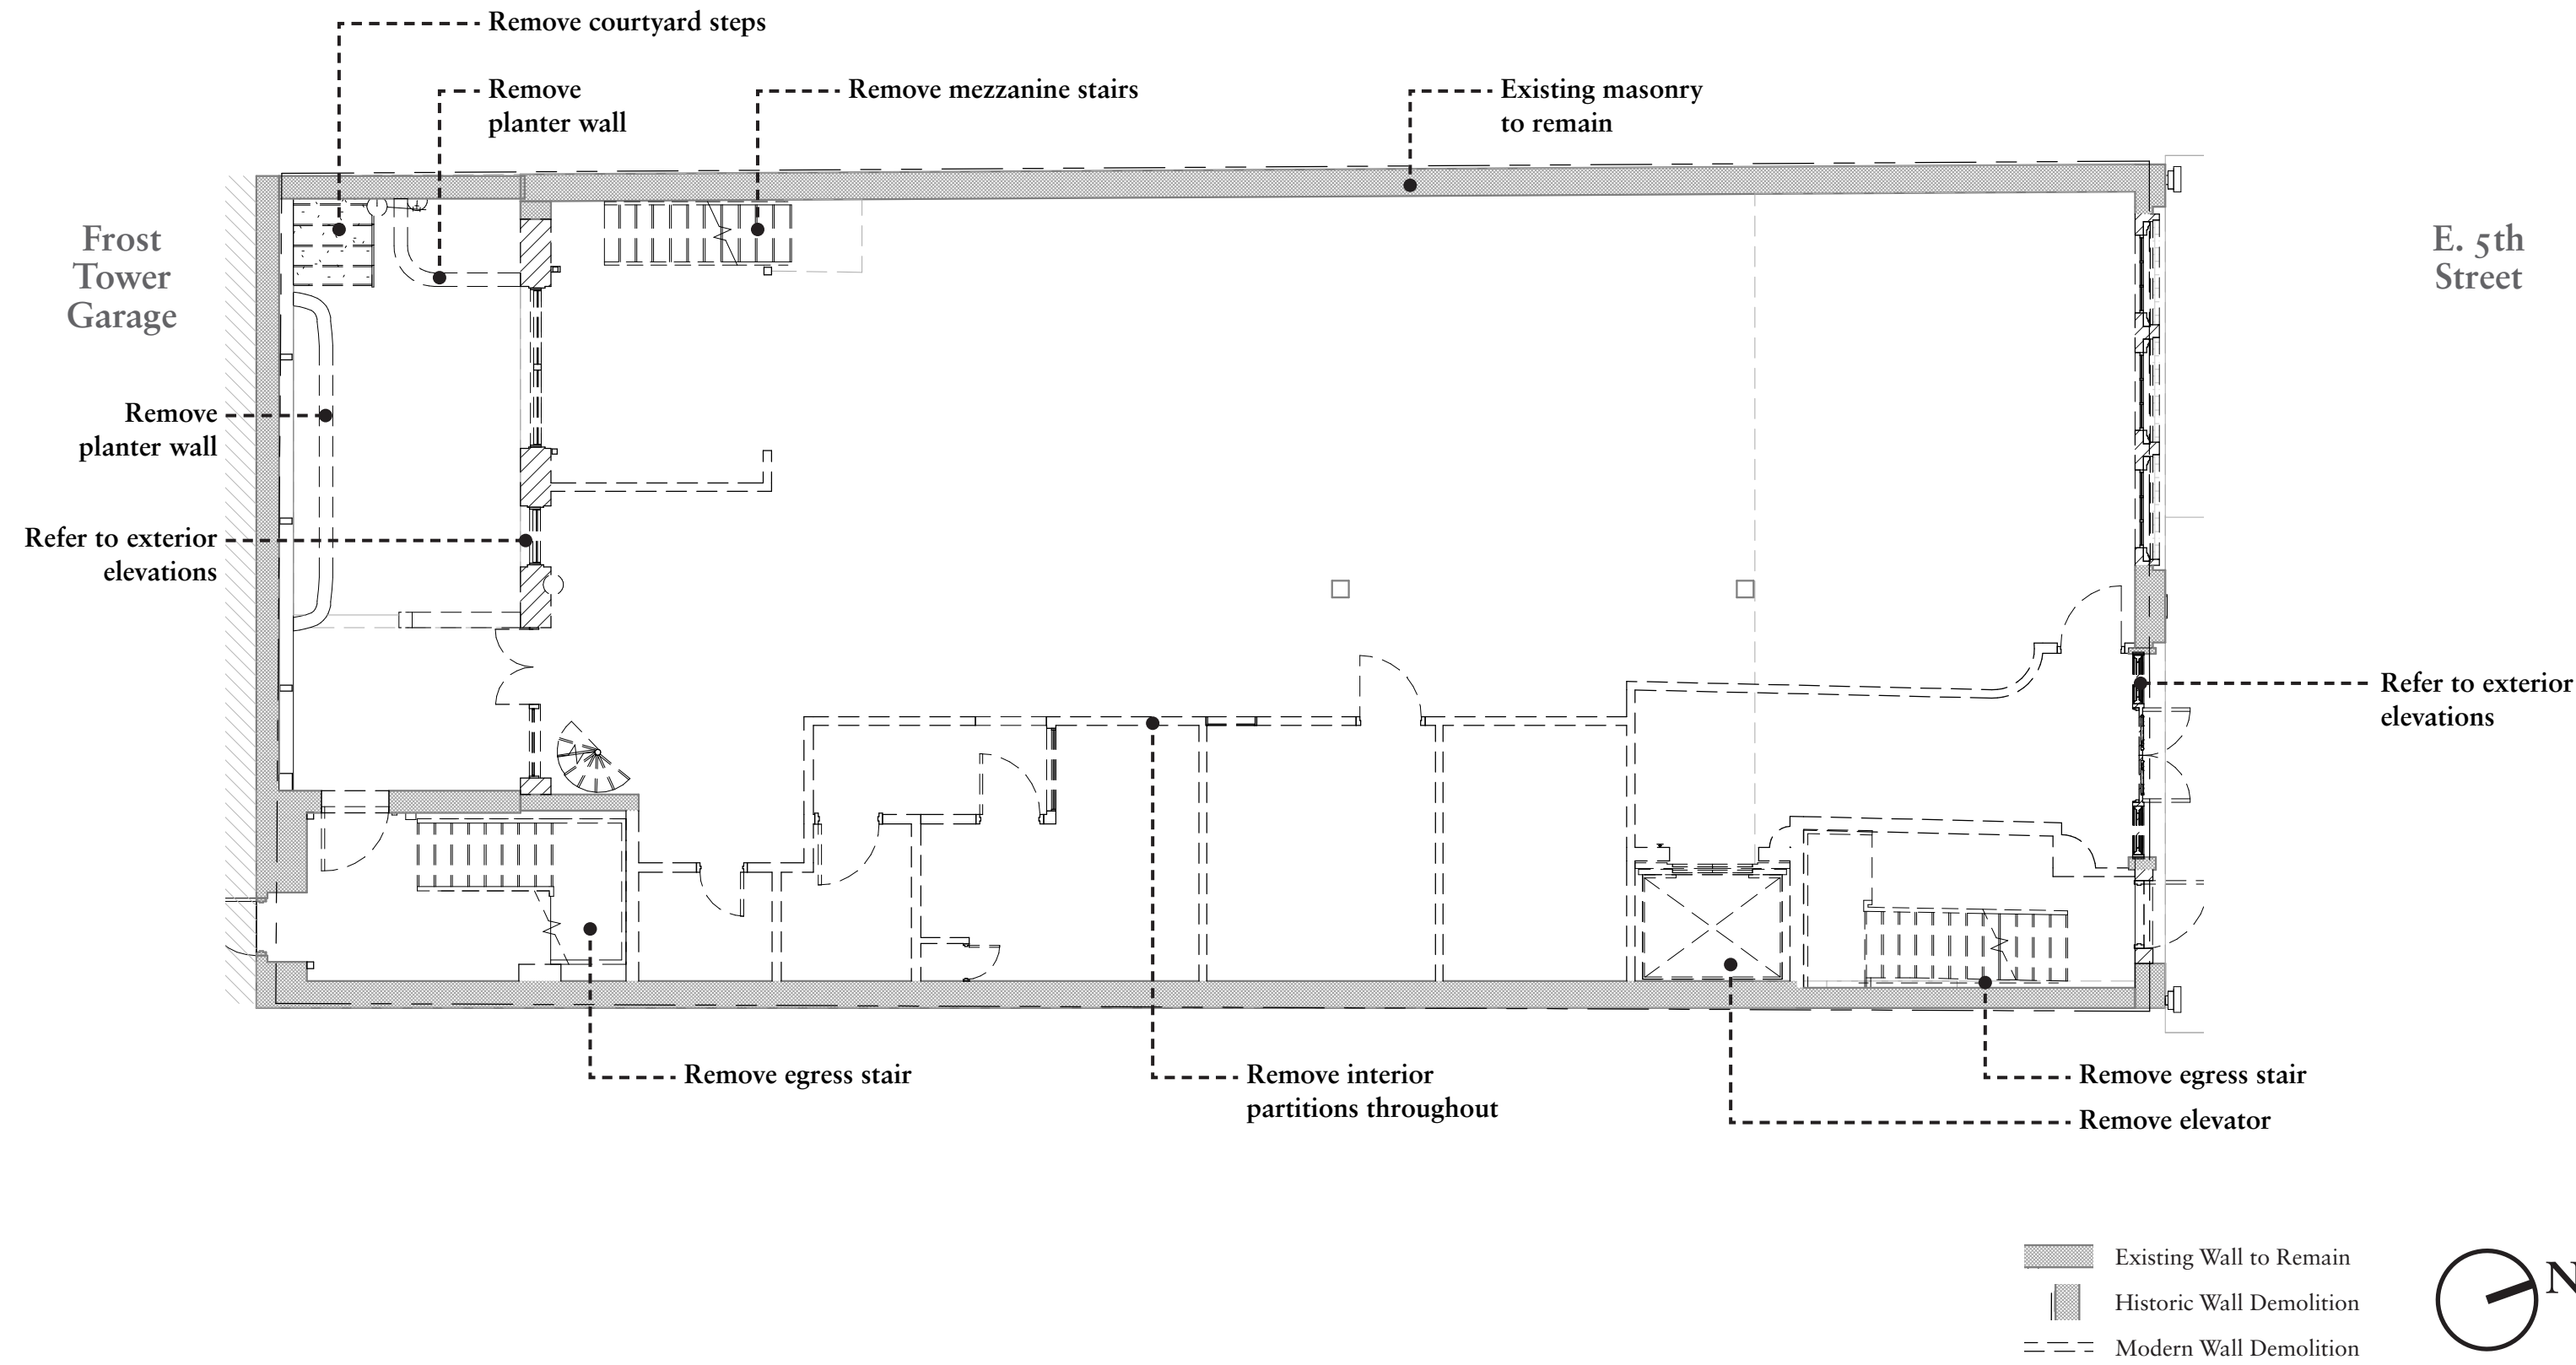 Remove courtyard steps
Remove
planter wall
Remove mezzanine stairs
Existing masonry
to remain
Frost
Tower
Garage
E. 5th
Street
Remove
planter wall
Refer to exterior
elevations
Refer to exterior
elevations
Remove egress stair
Remove interior
partitions throughout
Remove egress stair
Remove elevator
Existing Wall to Remain
Historic Wall Demolition
Modern Wall Demolition
N